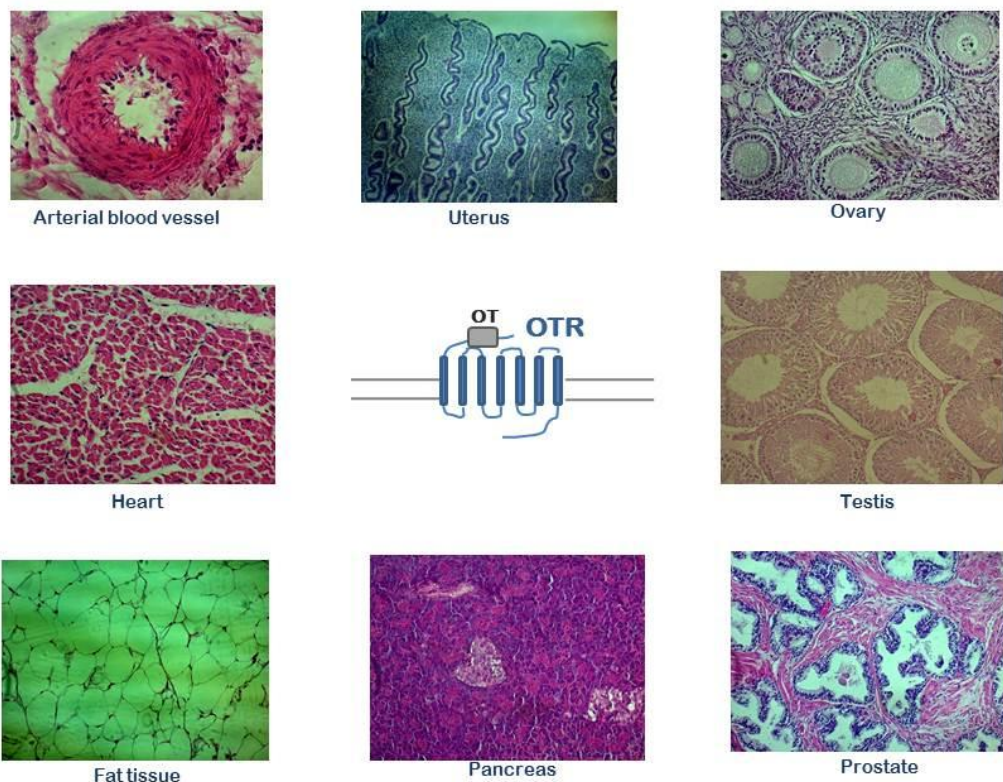 Arterial blood vessel
Uterus
Ovary
OT
OTR
Heart
Testis
Fat tissue
Pancreas
Prostate